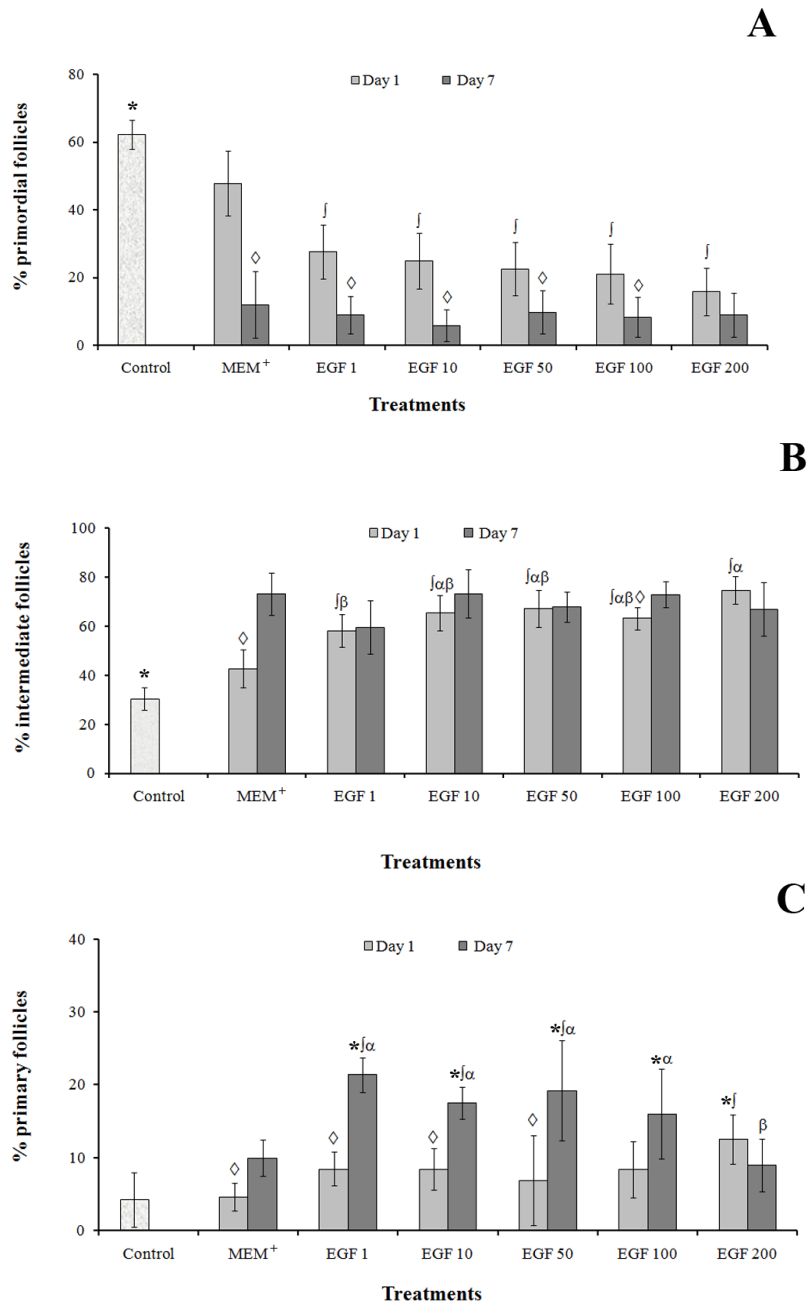 A
% primordial follicles
Day 1 Day 7
80
60
40
20
0
*
◊
∫ ◊
∫ ◊
∫ ◊
∫ ◊
∫
Control MEM+ EGF 1 EGF 10 EGF 50 EGF 100 EGF 200
Treatments
B
% intermediate follicles
Day 1 Day 7
100
80
60
40
20
0
*
◊
∫β
∫αβ
∫αβ
∫αβ◊
∫α
Control MEM+ EGF 1 EGF 10 EGF 50 EGF 100 EGF 200
Treatments
C
% primary follicles
Day 1 Day 7
40
30
20
10
0
◊
◊ *∫α
◊ *∫α
◊ *∫α
*α
*∫ β
Control MEM+ EGF 1 EGF 10 EGF 50 EGF 100 EGF 200
Treatments